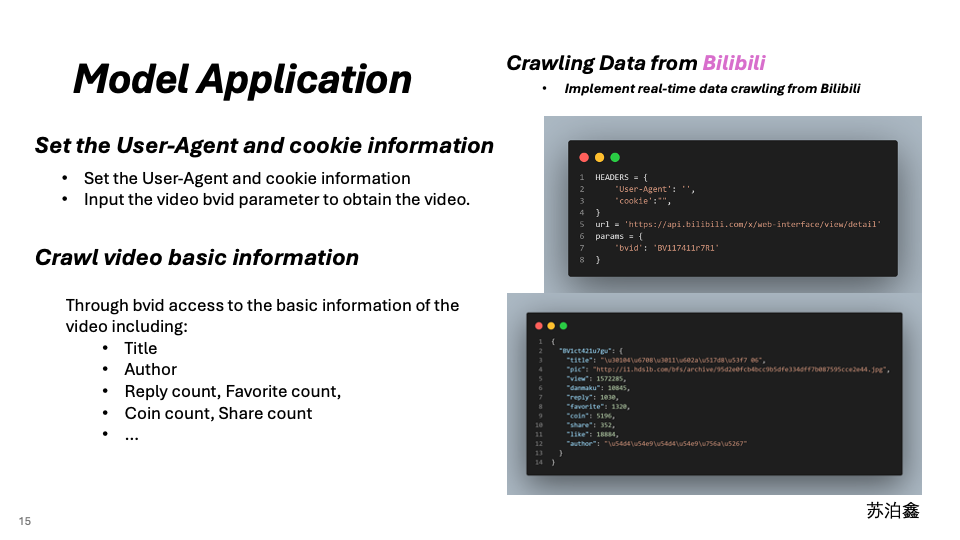 Model Application
Set the User-Agent and cookie information
• Set the User-Agent and cookie information
• Input the video bvid parameter to obtain the video.
Crawl video basic information
Through bvid access to the basic information of the
video including:
• Title
• Author
• Reply count, Favorite count,
• Coin count, Share count
• ...
15
Crawling Data from Bilibili
• Implement real-time data crawling from Bilibili
1 HEADERS = {
2 'User-Agent': '',
3 'cookie':"",
4 }
5 url = 'https://api.bilibili.com/x/web-interface/view/detail'
6 params = {
7 'bvid': 'BV117411r7R1'
8 }
1 {
2 "BV1ct421u7gu": {
3 "title": "\u30104\u6708\u3011\u602a\u517d8\u53f7 06",
4 "pic": "http://i1.hdslb.com/bfs/archive/95d2e0fcb4bcc9b5dfe334dff7b087595cce2e44.jpg",
5 "view": 1572285,
6 "danmaku": 10845,
7 "reply": 1030,
8 "favorite": 1320,
9 "coin": 5196,
10 "share": 352,
11 "like": 18884,
12 "author": "\u54d4\u54e9\u54d4\u54e9\u756a\u5267"
13 }
14 }
苏泊鑫